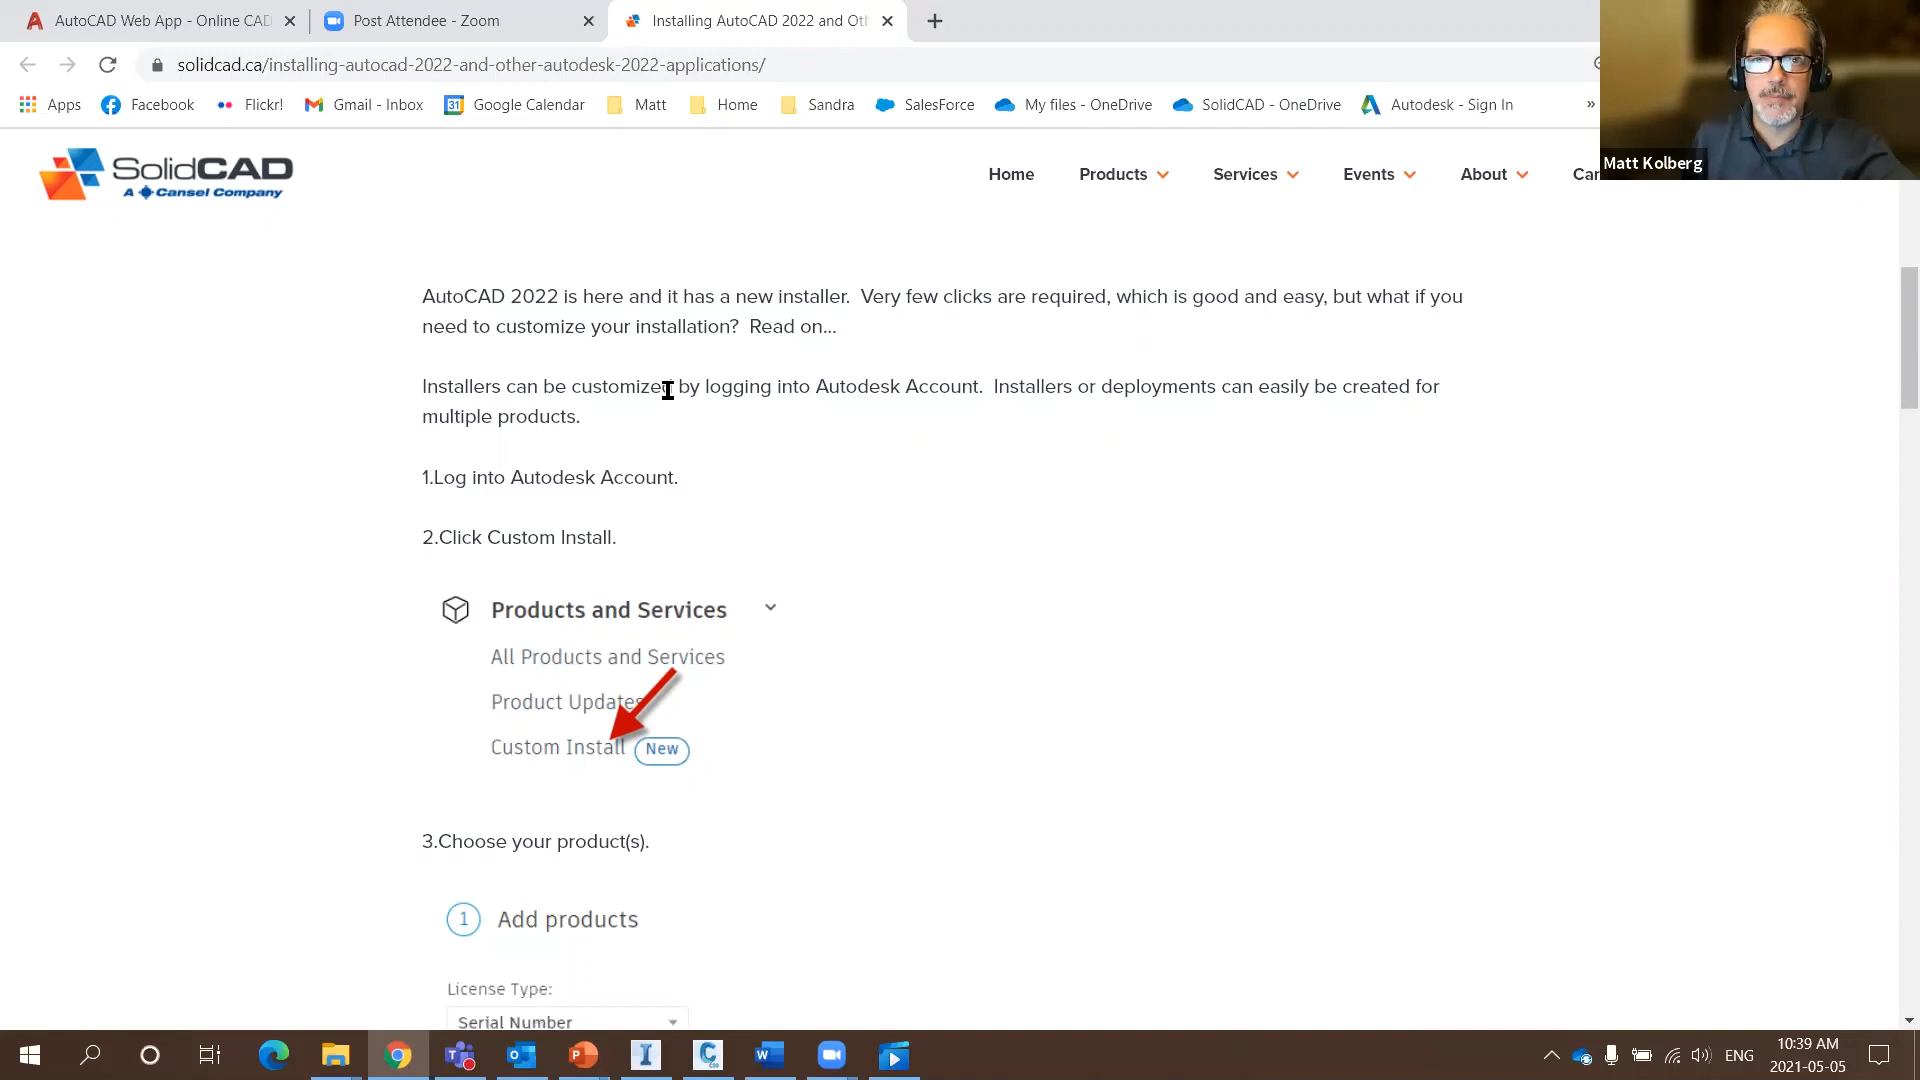 AutoCAD Web App - Online CAD
Post Attendee - Zoom
Installing AutoCAD 2022 and Oth
solidcad.ca/installing-autocad-2022-and-other-autodesk-2022-applications/
Apps
Facebook
Flickr!
Gmail - Inbox
31
Google Calendar
Matt
Home
Sandra
SalesForce
My files - OneDrive
SolidCAD - OneDrive
Autodesk - Sign In
»
Matt Kolberg
SolidCAD
A Cansel Company
Home
Products
Services
Events
About
AutoCAD 2022 is here and it has a new installer. Very few clicks are required, which is good and easy, but what if you
need to customize your installation? Read on...
Installers can be customized by logging into Autodesk Account. Installers or deployments can easily be created for
multiple products.
1.Log into Autodesk Account.
2.Click Custom Install.
Products and Services
All Products and Services
Product Updates
Custom Install New
3.Choose your product(s).
1 Add products
License Type:
Serial Number
ENG
10:39 AM
2021-05-05